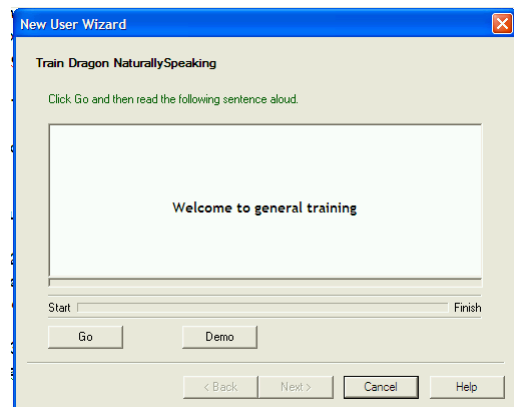 New User Wizard
Train Dragon NaturallySpeaking
Click Go and then read the following sentence aloud.
Welcome to general training
Start Finish
Go Demo
< Back Next > Cancel Help